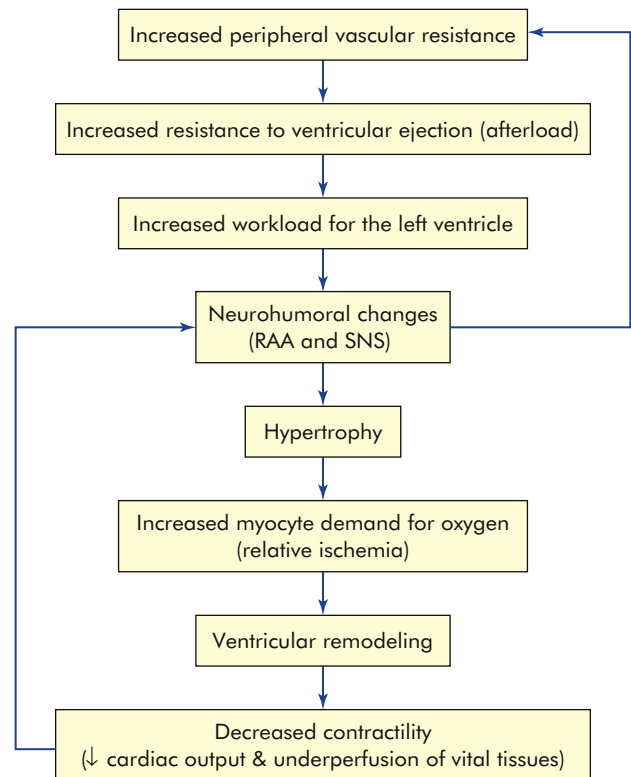 Increased peripheral vascular resistance
Increased resistance to ventricular ejection (afterload)
Increased workload for the left ventricle
Neurohumoral changes
(RAA and SNS)
Hypertrophy
Increased myocyte demand for oxygen
(relative ischemia)
Ventricular remodeling
Decreased contractility
(↓ cardiac output & underperfusion of vital tissues)